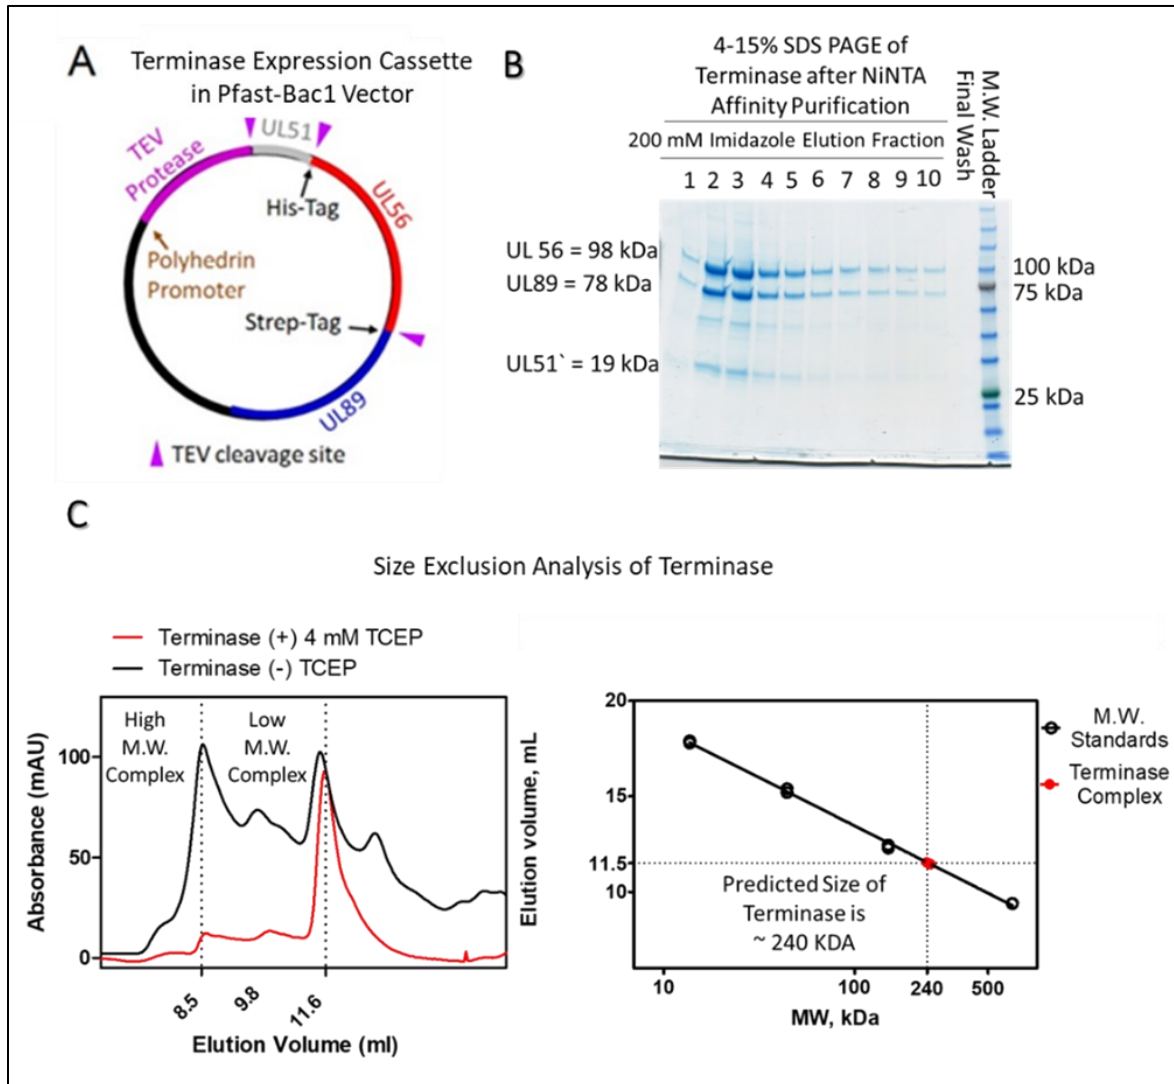 A
Terminase Expression Cassette
in Pfast-Bac1 Vector
UL51
TEV
Protease
His-Tag
UL56
Polyhedrin
Promoter
Strep-Tag
UL89
TEV cleavage site
B
4-15% SDS PAGE of
Terminase after NiNTA
Affinity Purification
200 mM Imidazole Elution Fraction
1 2 3 4 5 6 7 8 9 10
Final Wash
M.W. Ladder
UL 56 = 98 kDa
UL89 = 78 kDa
UL51` = 19 kDa
100 kDa
75 kDa
25 kDa
C
Size Exclusion Analysis of Terminase
Terminase (+) 4 mM TCEP
Terminase (-) TCEP
High
M.W.
Complex
Low
M.W.
Complex
Absorbance (mAU)
100
50
0
8.5
9.8
11.6
Elution Volume (ml)
Elution volume, mL
20
15
11.5
10
Predicted Size of
Terminase is
~ 240 KDA
10
100
240
500
MW, kDa
M.W.
Standards
Terminase
Complex